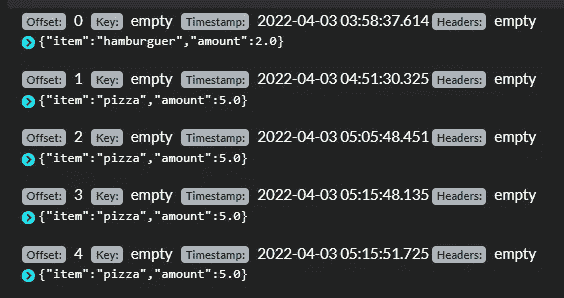 Offset: 0 Key: empty Timestamp: 2022-04-03 03:58:37.614 Headers: empty
{"item":"hamburguer","amount":2.0}
Offset: 1 Key: empty Timestamp: 2022-04-03 04:51:30.325 Headers: empty
{"item":"pizza","amount":5.0}
Offset: 2 Key: empty Timestamp: 2022-04-03 05:05:48.451 Headers: empty
{"item":"pizza","amount":5.0}
Offset: 3 Key: empty Timestamp: 2022-04-03 05:15:48.135 Headers: empty
{"item":"pizza","amount":5.0}
Offset: 4 Key: empty Timestamp: 2022-04-03 05:15:51.725 Headers: empty
{"item":"pizza","amount":5.0}